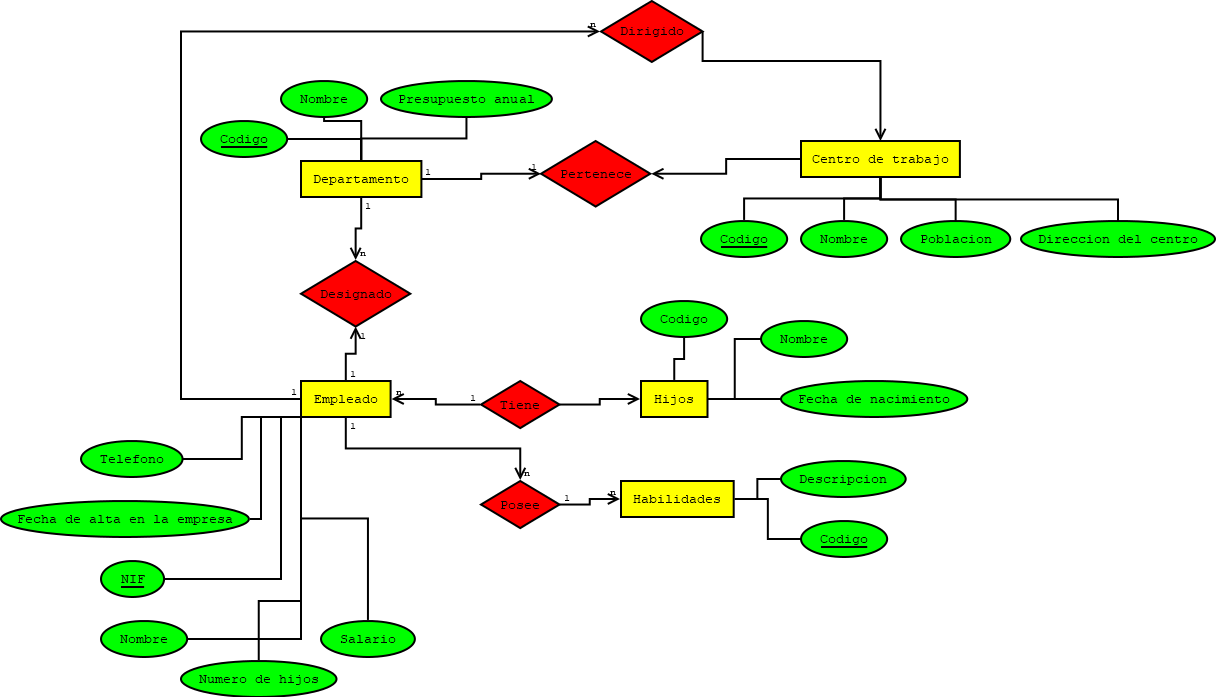 n
Dirigido
Nombre
Presupuesto anual
Codigo
Departamento
1
1
Pertenece
Centro de trabajo
1
n
Designado
1
Codigo
Nombre
Poblacion
Direccion del centro
Codigo
Nombre
1
1
Empleado
n
1
Tiene
Hijos
Fecha de nacimiento
1
Telefono
n
Posee
1
n
Habilidades
Descripcion
Codigo
Fecha de alta en la empresa
NIF
Nombre
Salario
Numero de hijos